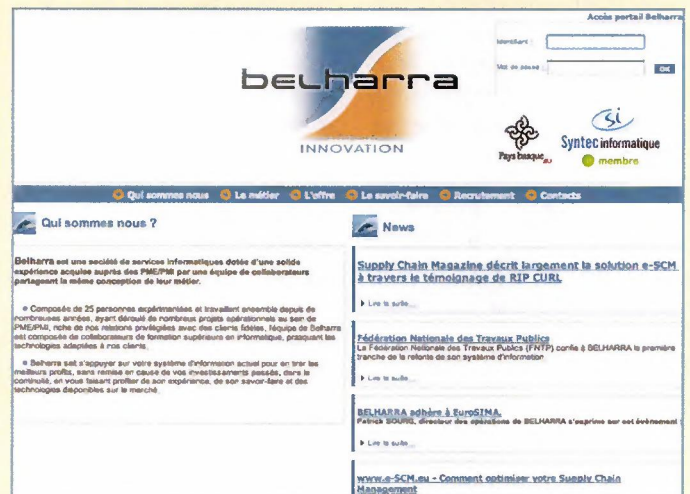 Accès portail Belharra
Identifiant :
Mot de passe :
OK
belharra
INNOVATION
Pays basque
Si
Syntec informatique
membre
Qui sommes nous
Le métier
L'offre
Le savoir-faire
Recrutement
Contacts
Qui sommes nous ?
Belharra est une société de services informatiques dotée d'une solide
expérience acquise auprès des PME/PMI par une équipe de collaborateurs
partageant la même conception de leur métier.
Composée de 25 personnes expérimentées et travaillant ensemble depuis de
nombreuses années, ayant déroulé de nombreux projets opérationnels au sein de
PME/PMI, riche de nos relations privilégiées avec des clients fidèles, l'équipe de Belharra
est composée de collaborateurs de formation supérieure en informatique, pratiquant les
technologies adaptées à nos clients.
Belharra sait s'appuyer sur votre système d'information actuel pour en tirer les
meilleurs profits, sans remise en cause de vos investissements passés, dans la
continuité, en vous faisant profiter de son expérience, de son savoir-faire et des
technologies disponibles sur le marché.
News
Supply Chain Magazine décrit largement la solution e-SCM
à travers le témoignage de RIP CURL
Lire la suite...
Fédération Nationale des Travaux Publics
La Fédération Nationale des Travaux Publics (FNTP) confie à BELHARRA la première
tranche de la refonte de son système d'information
Lire la suite...
BELHARRA adhère à EuroSIMA.
Patrick BOURG, directeur des opérations de BELHARRA s'exprime sur cet évènement
Lire la suite...
www.e-SCM.eu - Comment optimiser votre Supply Chain
Management